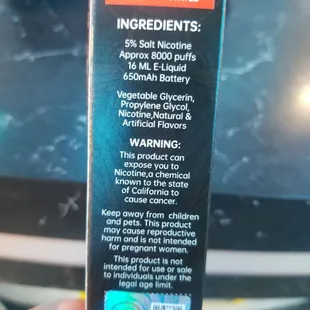 INGREDIENTS:
5% Salt Nicotine
Approx 8000 puffs
16 ML E-Liquid
650mAh Battery
Vegetable Glycerin,
Propylene Glycol,
Nicotine,Natural &
Artificial Flavors
WARNING:
This product can
expose you to
Nicotine,a chemical
known to the state
of California to
cause cancer.
Keep away from children
and pets. This product
may cause reproductive
harm and is not intended
for pregnant women.
This product is not
intended for use or sale
to individuals under the
legal age limit.